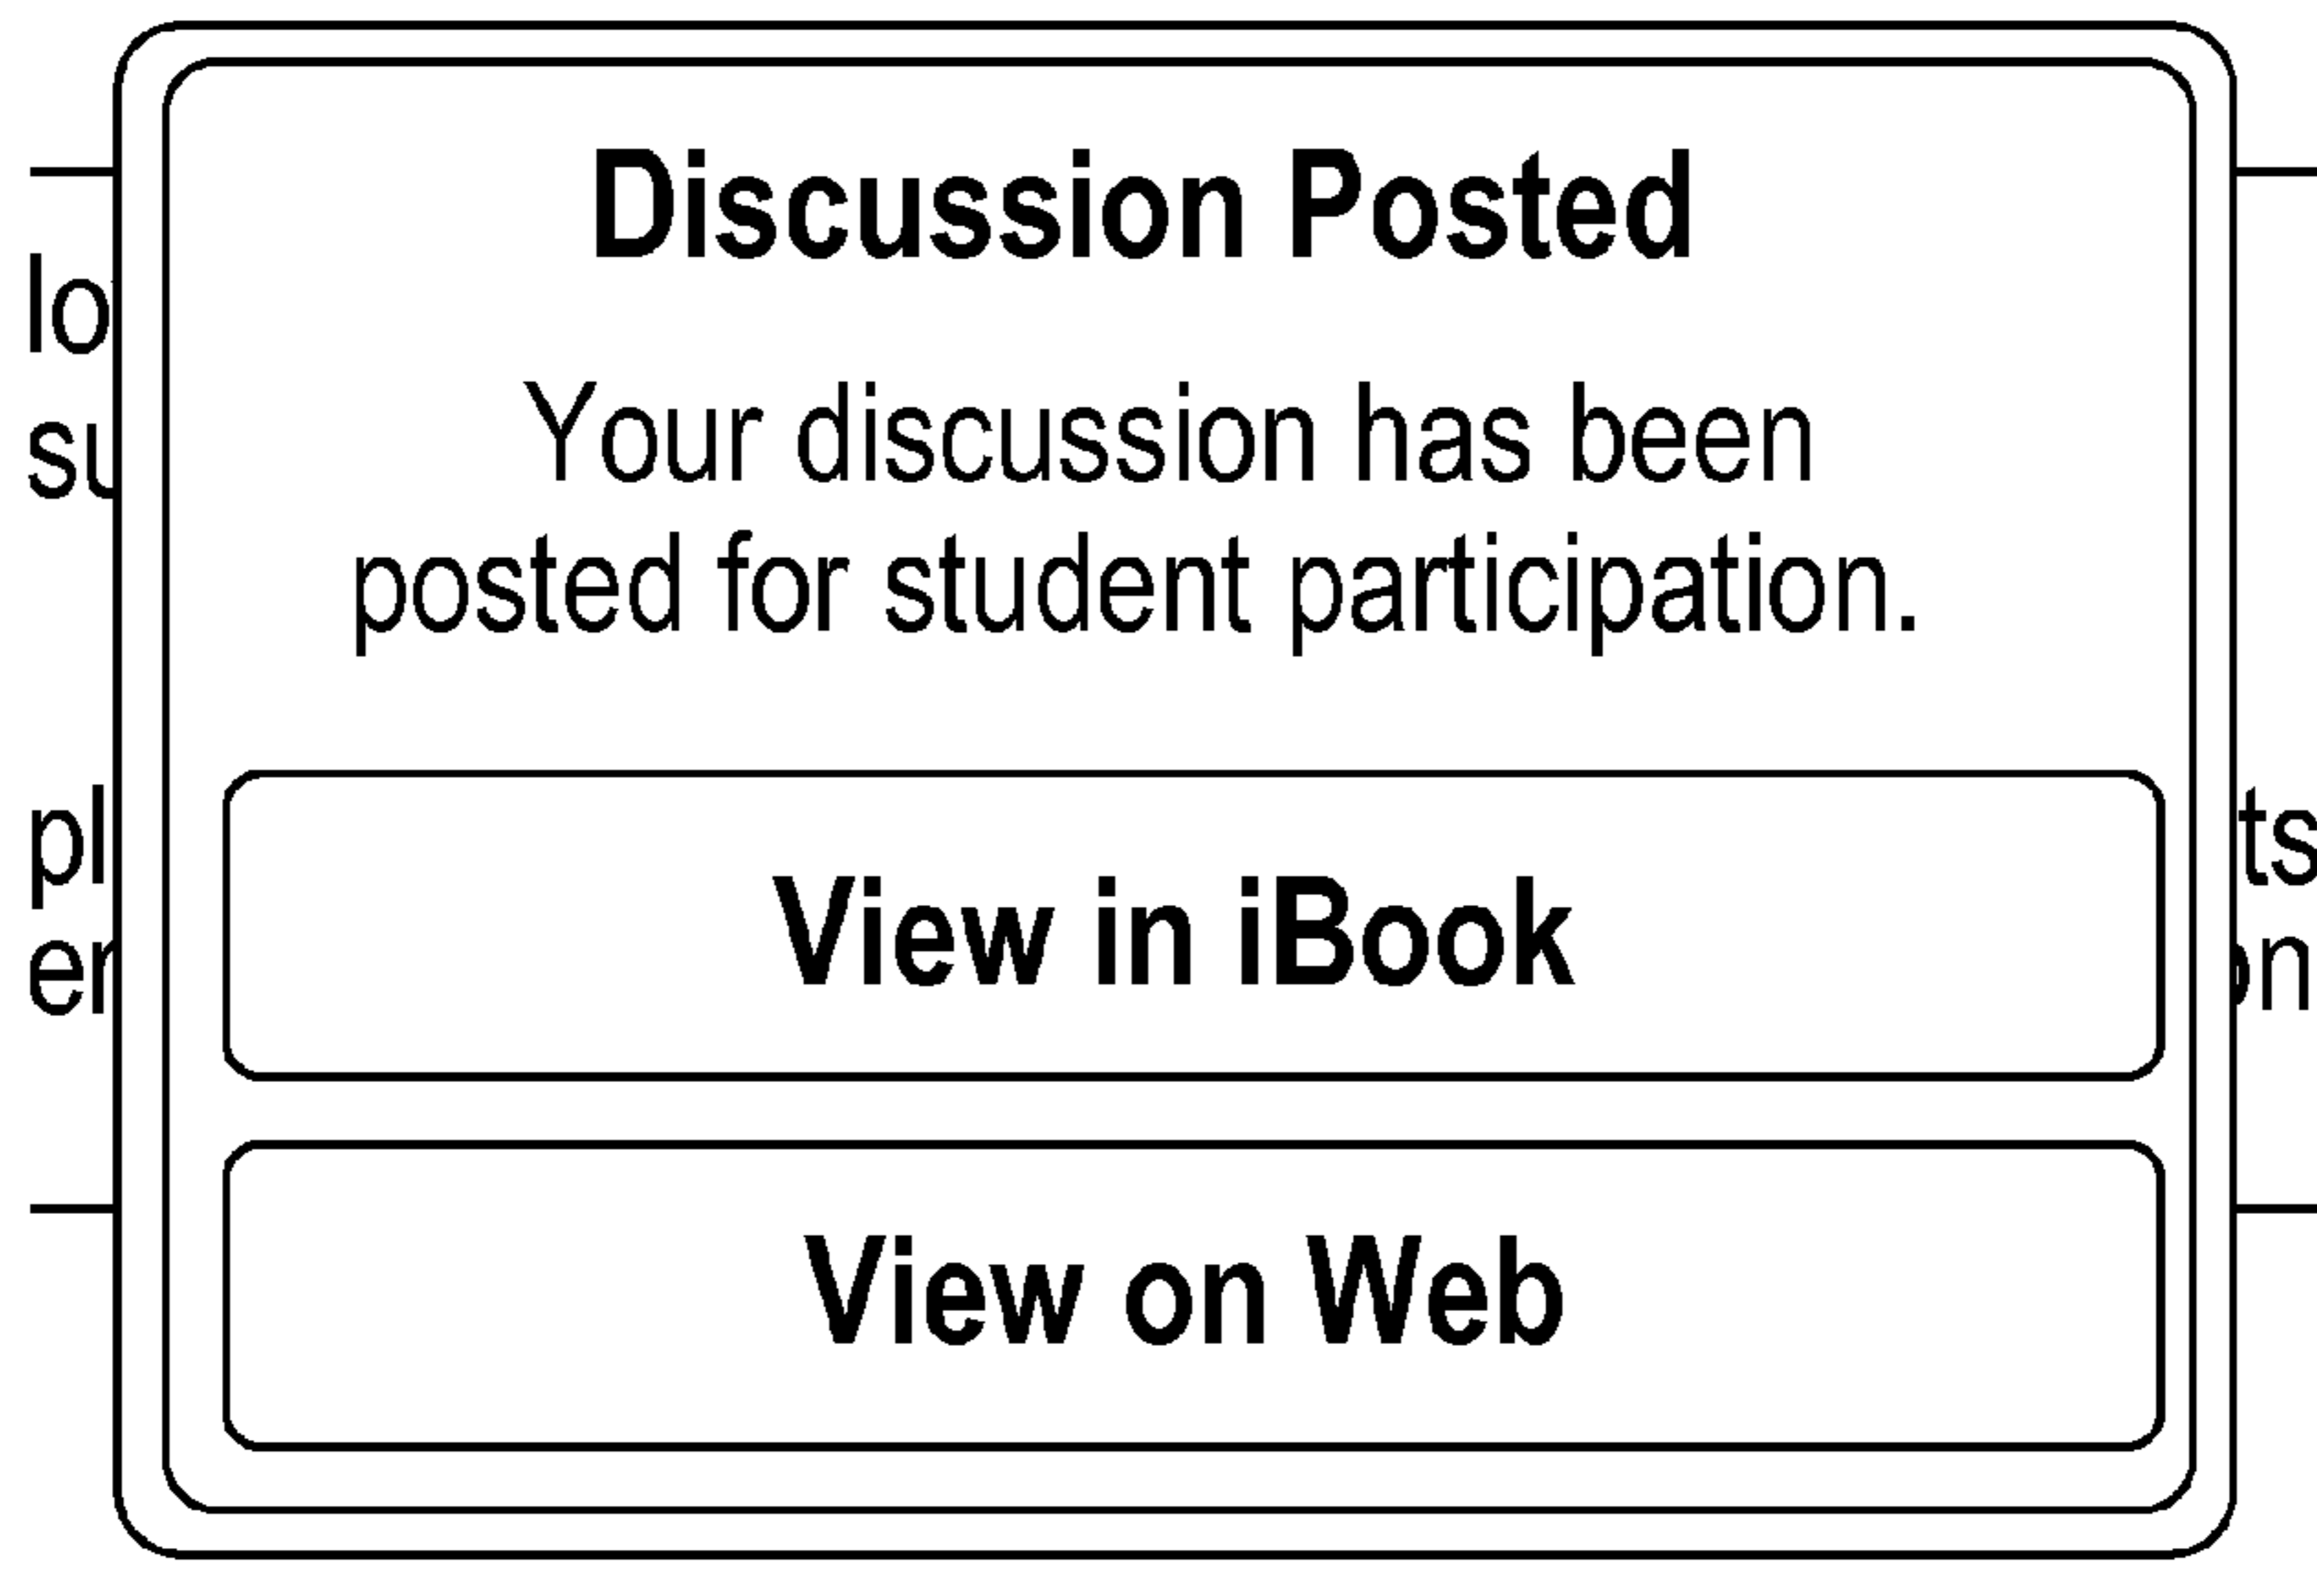 Discussion Posted
Your discussion has been
posted for student participation.
View in iBook
View on Web